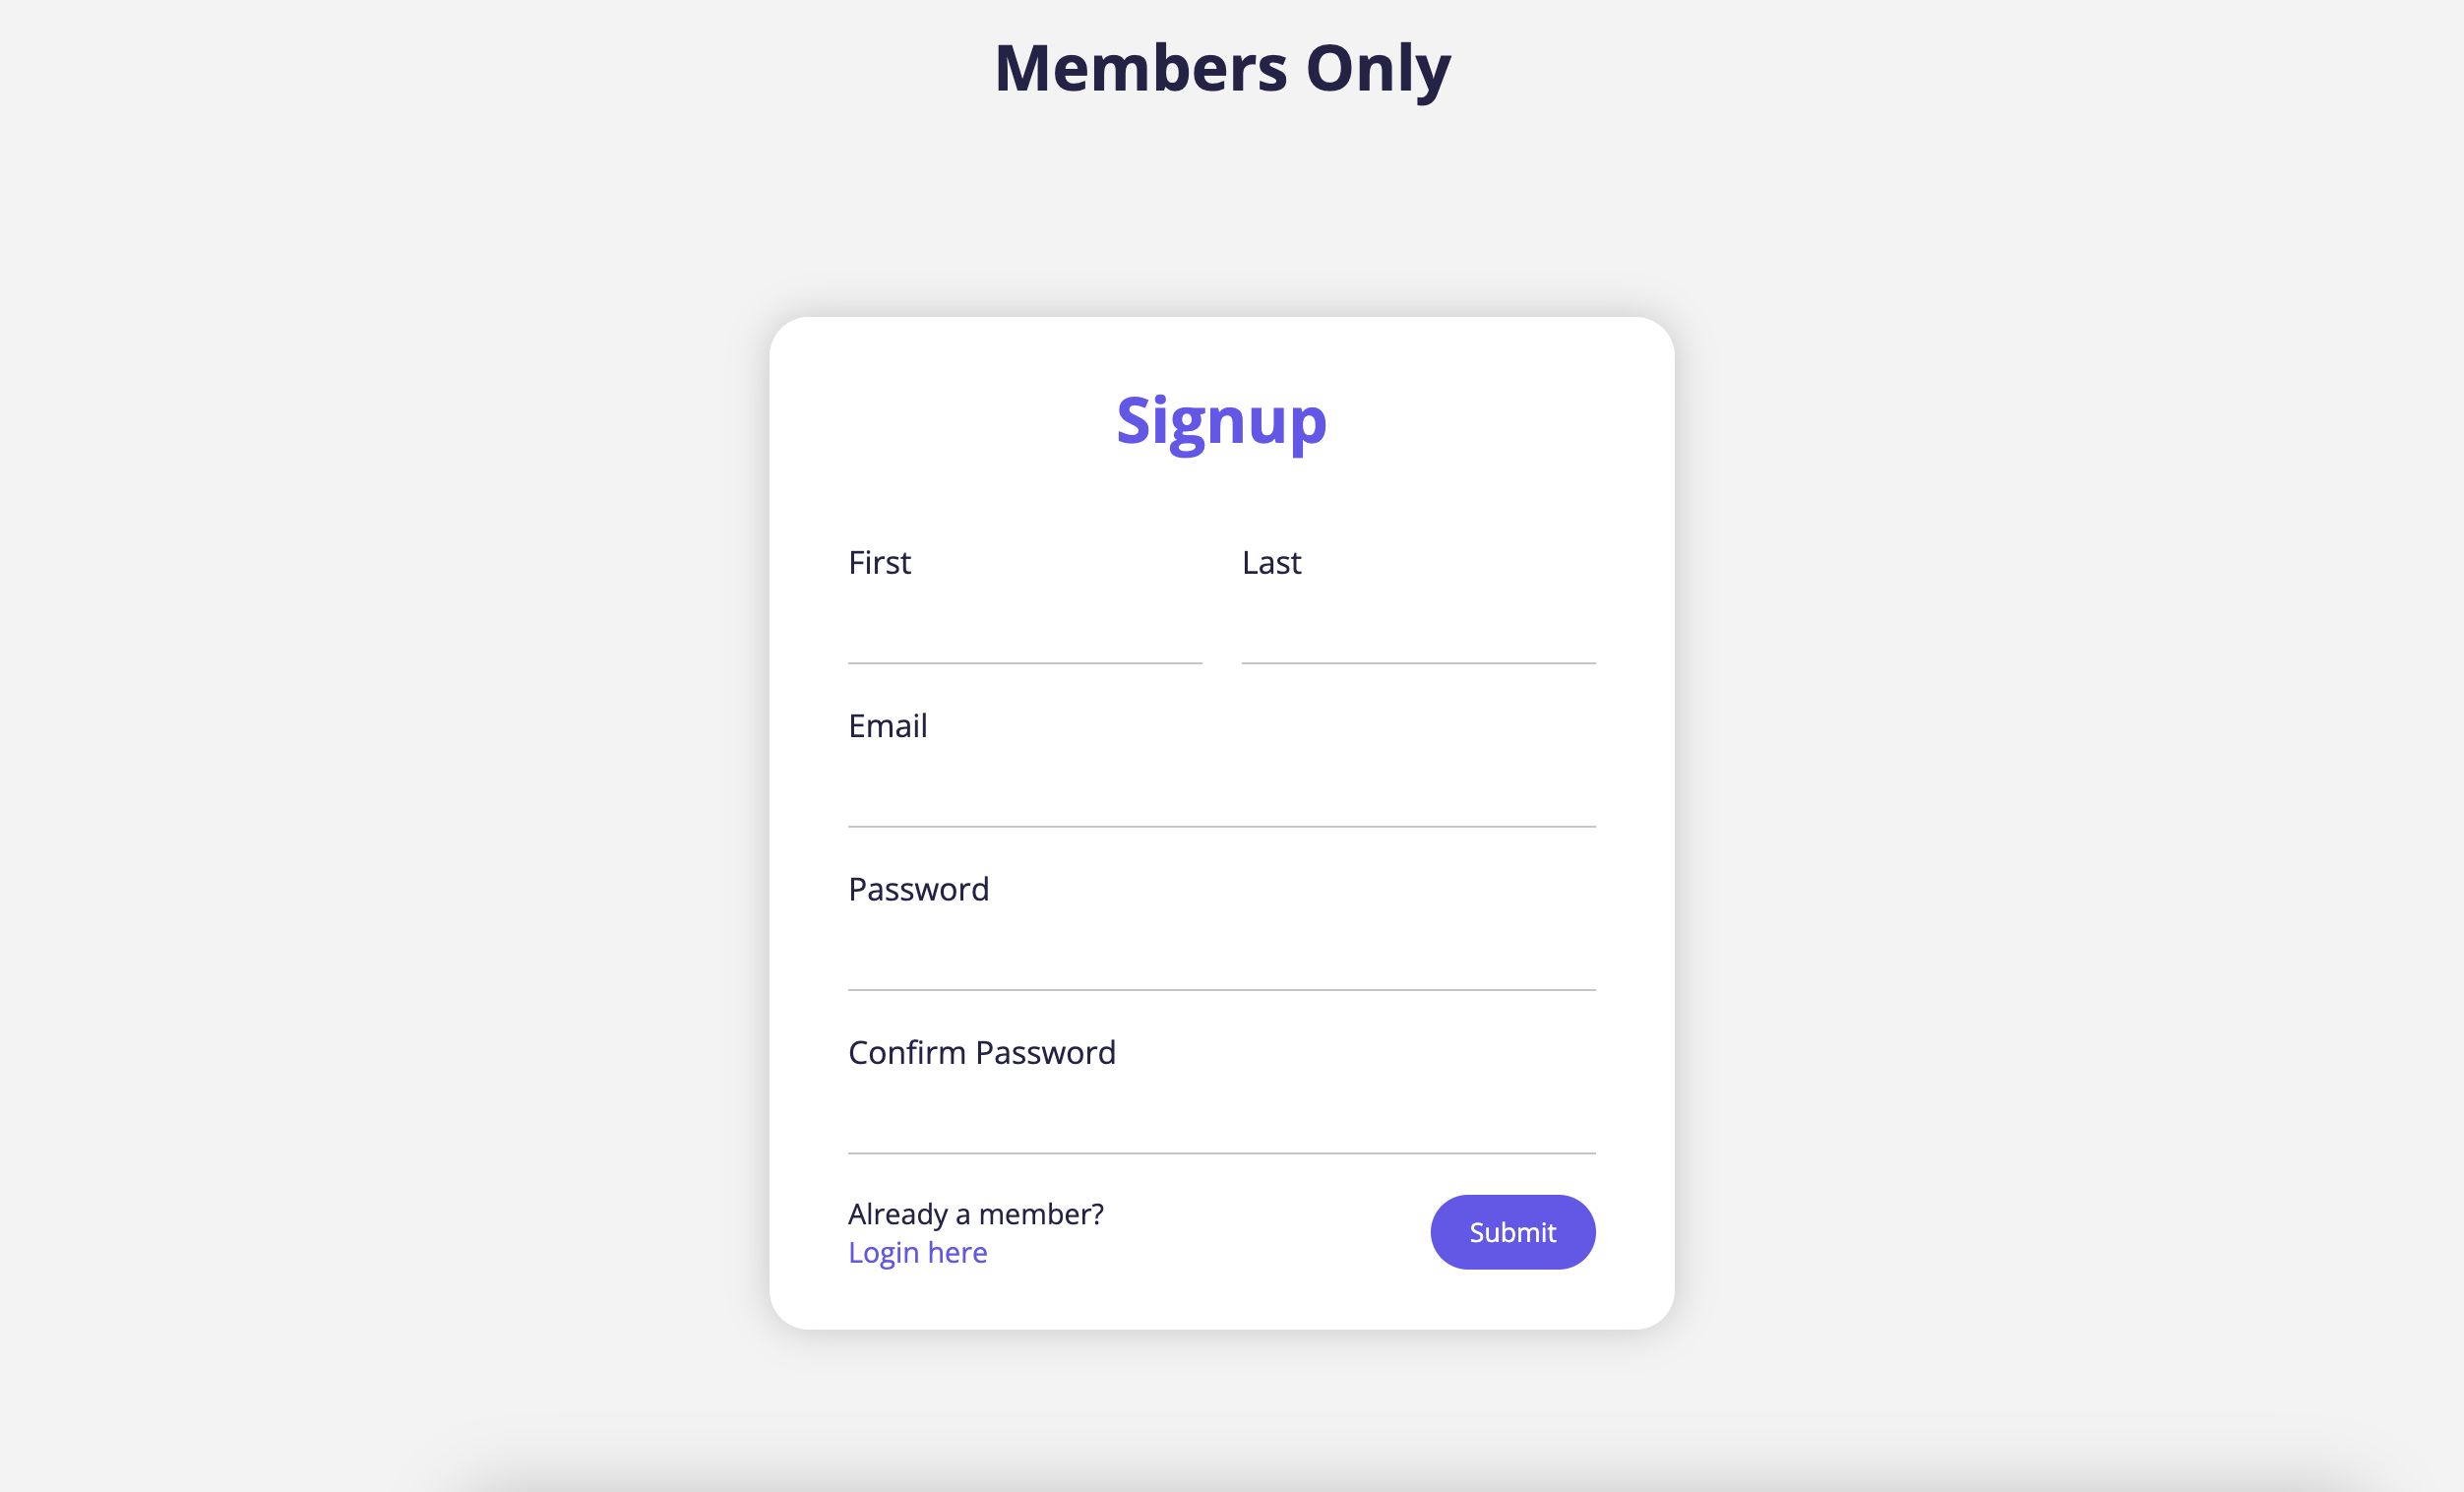 Members Only
Signup
First Last
Email
Password
Confirm Password
Already a member?
Login here
Submit